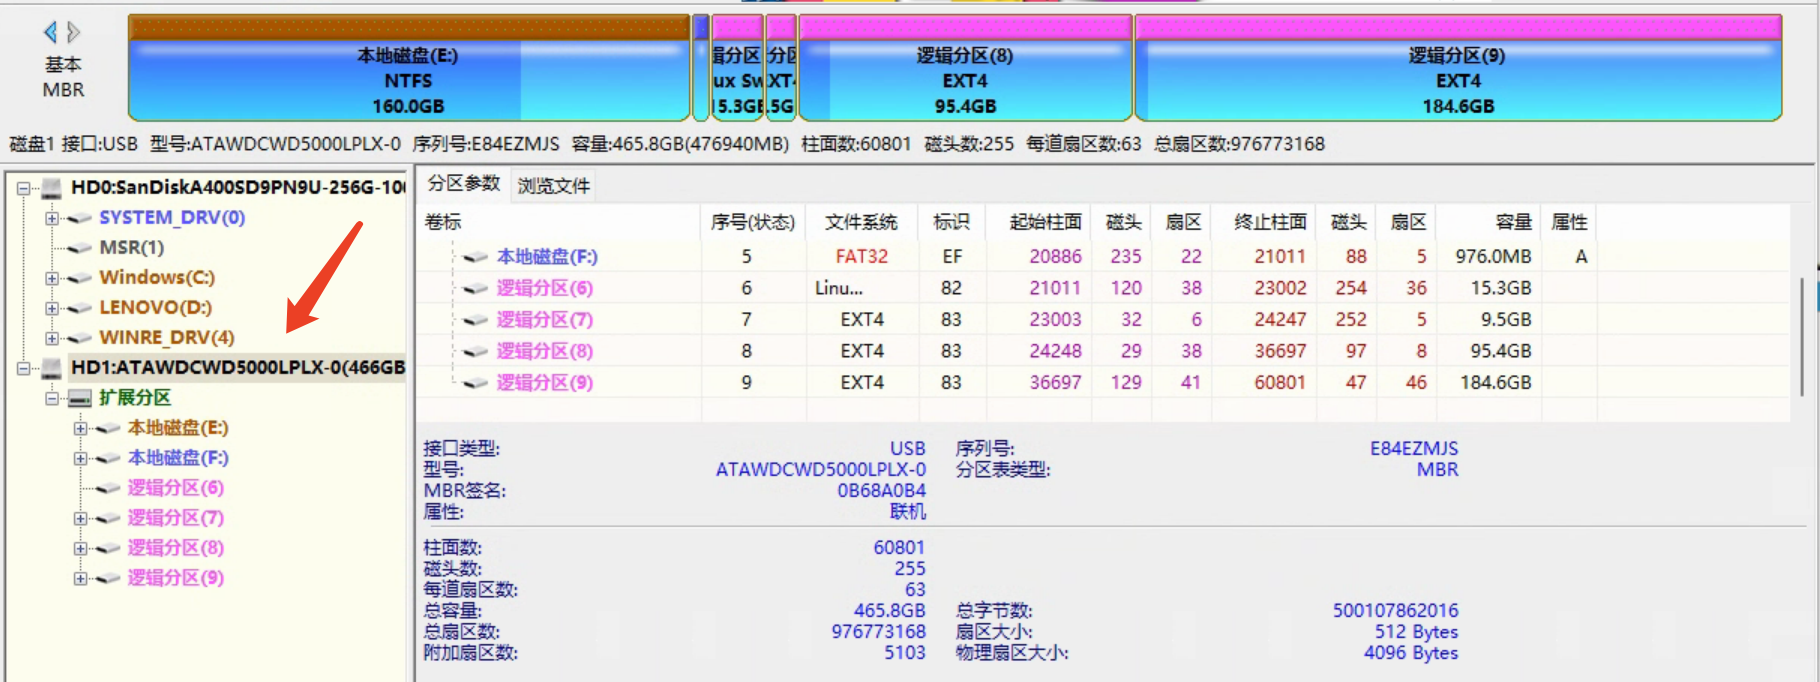 基本
MBR
本地磁盘(E:)
NTFS
160.0GB
辑分区
ux Sw
15.3GB
分区
XT4
.5G
逻辑分区(8)
EXT4
95.4GB
逻辑分区(9)
EXT4
184.6GB
磁盘1 接口:USB 型号:ATAWDCWD5000LPLX-0 序列号:E84EZMJS 容量:465.8GB(476940MB) 柱面数:60801 磁头数:255 每道扇区数:63 总扇区数:976773168
HD0:SanDiskA400SD9PN9U-256G-10
SYSTEM_DRV(0)
MSR(1)
Windows(C:)
LENOVO(D:)
WINRE_DRV(4)
HD1:ATAWDCWD5000LPLX-0(466GB
扩展分区
本地磁盘(E:)
本地磁盘(F:)
逻辑分区(6)
逻辑分区(7)
逻辑分区(8)
逻辑分区(9)
分区参数 浏览文件
卷标 序号(状态) 文件系统 标识 起始柱面 磁头 扇区 终止柱面 磁头 扇区 容量 属性
本地磁盘(F:) 5 FAT32 EF 20886 235 22 21011 88 5 976.0MB A
逻辑分区(6) 6 Linu... 82 21011 120 38 23002 254 36 15.3GB
逻辑分区(7) 7 EXT4 83 23003 32 6 24247 252 5 9.5GB
逻辑分区(8) 8 EXT4 83 24248 29 38 36697 97 8 95.4GB
逻辑分区(9) 9 EXT4 83 36697 129 41 60801 47 46 184.6GB
接口类型: USB 序列号: E84EZMJS
型号: ATAWDCWD5000LPLX-0 分区表类型: MBR
MBR签名: 0B68A0B4
属性: 联机
柱面数: 60801
磁头数: 255
每道扇区数: 63
总容量: 465.8GB 总字节数: 500107862016
总扇区数: 976773168 扇区大小: 512 Bytes
附加扇区数: 5103 物理扇区大小: 4096 Bytes